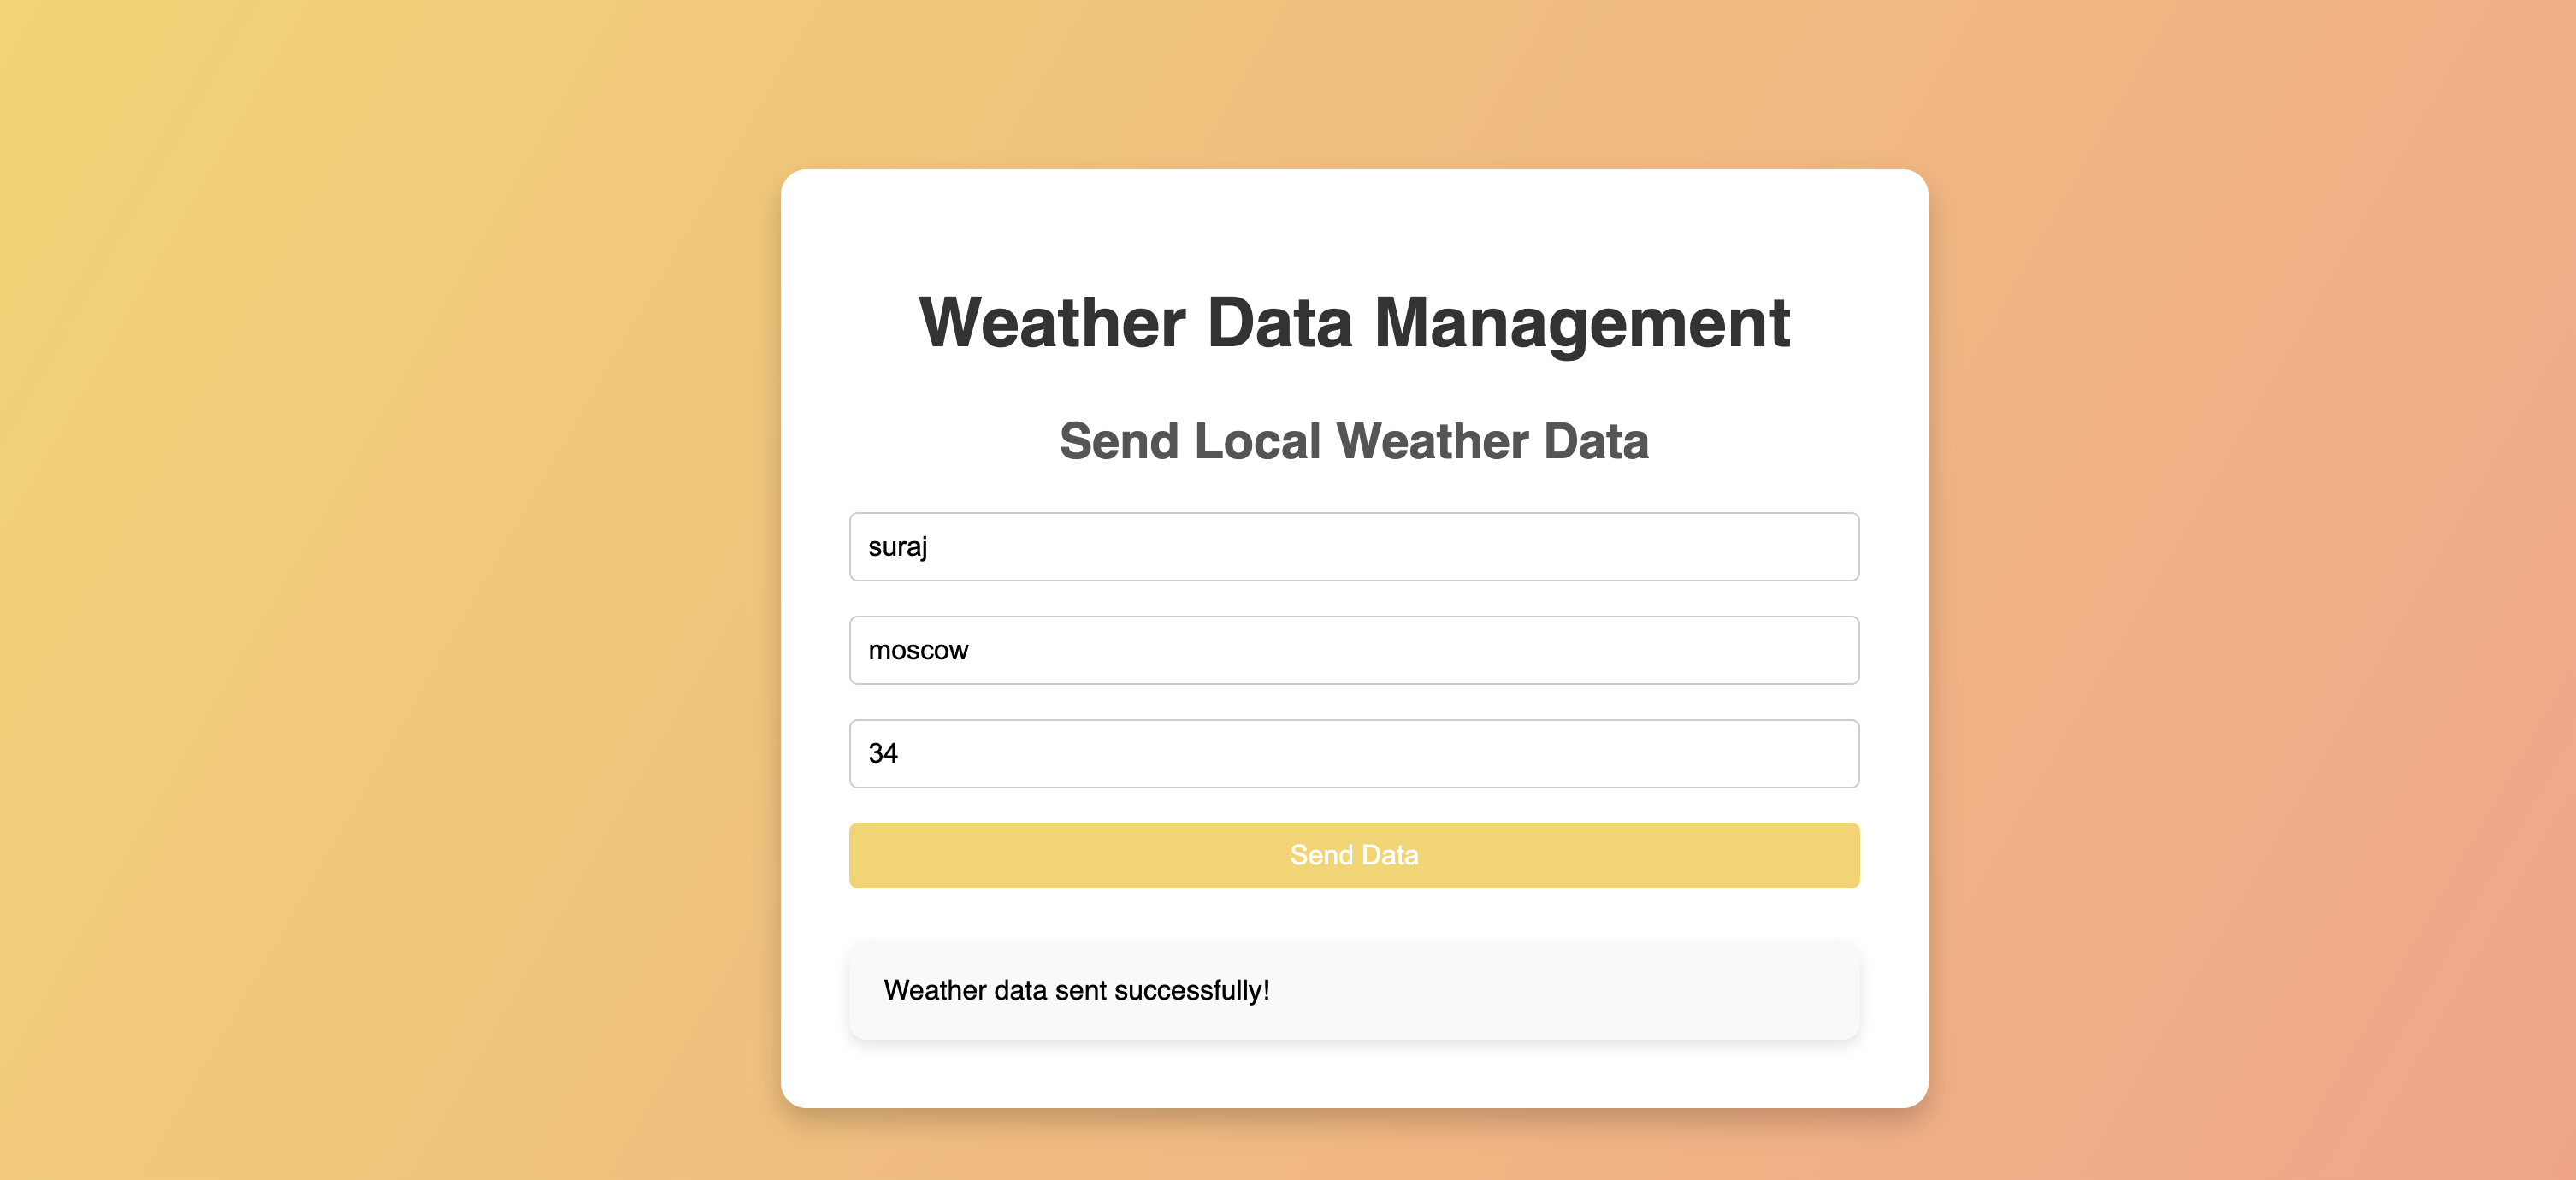 Weather Data Management
Send Local Weather Data
suraj
moscow
34
Send Data
Weather data sent successfully!